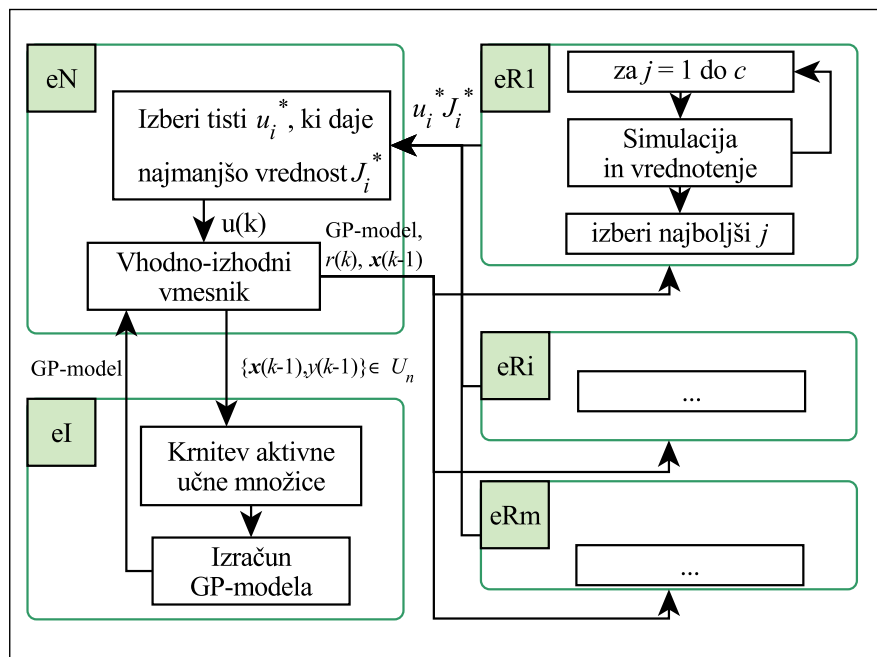 eN
Izberi tisti u_i^*, ki daje
najmanjšo vrednost J_i^*
u(k)
Vhodno-izhodni
vmesnik
GP-model,
r(k), x(k-1)
u_i^* J_i^*
eR1
za j = 1 do c
Simulacija
in vrednotenje
izberi najboljši j
GP-model
{x(k-1),y(k-1)}∈ U_n
eRi
...
eI
Krnitev aktivne
učne množice
Izračun
GP-modela
eRm
...